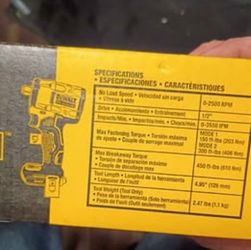 SPECIFICATIONS
• ESPECIFICACIONES • CARACTÉRISTIQUES
No Load Speed • Velocidad sin carga
• Vitesse à vide
0-2500 RPM
Drive • Accionamiento • Entraînement
1/2"
Impacts/Min. • Impactos/min. • Chocs/min.
0-3550 IPM
Max Fastening Torque • Torsión máxima
de ajuste • Couple de serrage maximal
MODE 1
150 ft-lbs (203 Nm)
MODE 2
300 ft-lbs (406 Nm)
Max Breakaway Torque
• Torsión de separación máximo
• Couple de décollage max
450 ft-lbs (610 Nm)
Tool Length • Longitud de la herramienta
• Longueur de l'outil
4.95" (126 mm)
Tool Weight (Tool Only)
• Peso de la herramienta (Sólo herramienta)
• Poids de l'outil (Outil seulement)
2.47 lbs (1.1 kg)
DEWALT